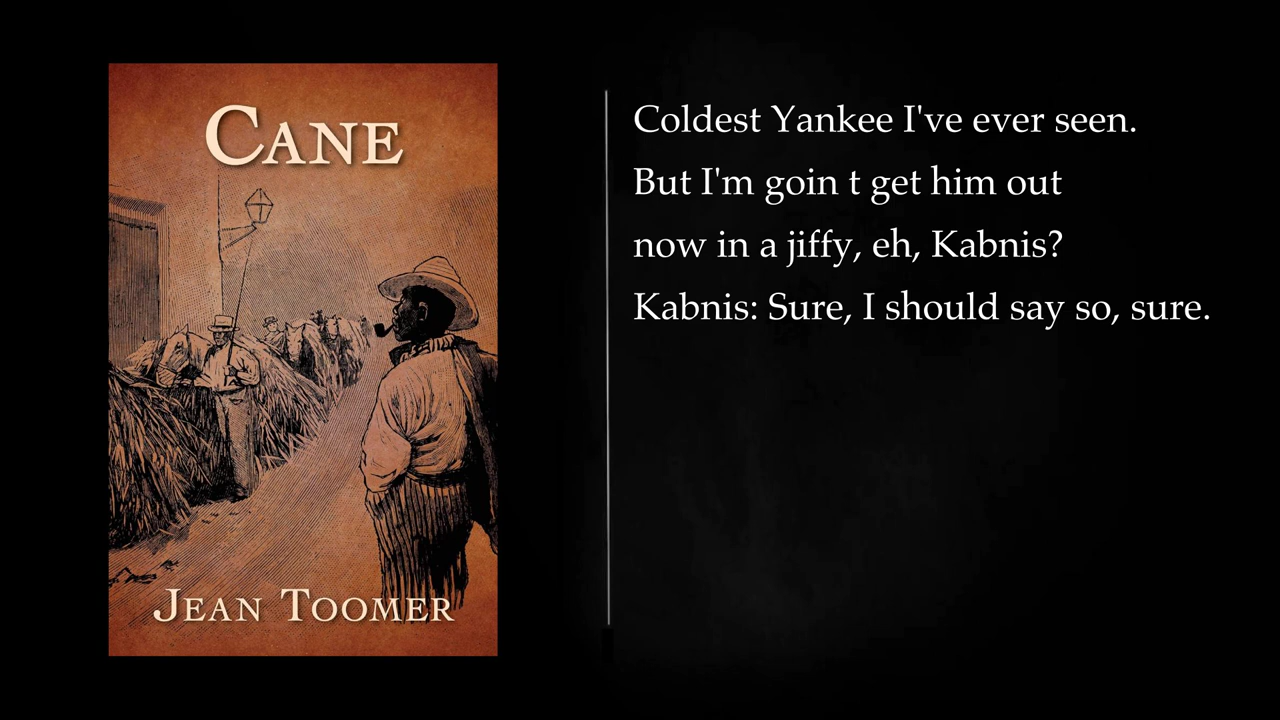 CANE
JEAN TOOMER
Coldest Yankee I've ever seen.
But I'm goin t get him out
now in a jiffy, eh, Kabnis?
Kabnis: Sure, I should say so, sure.